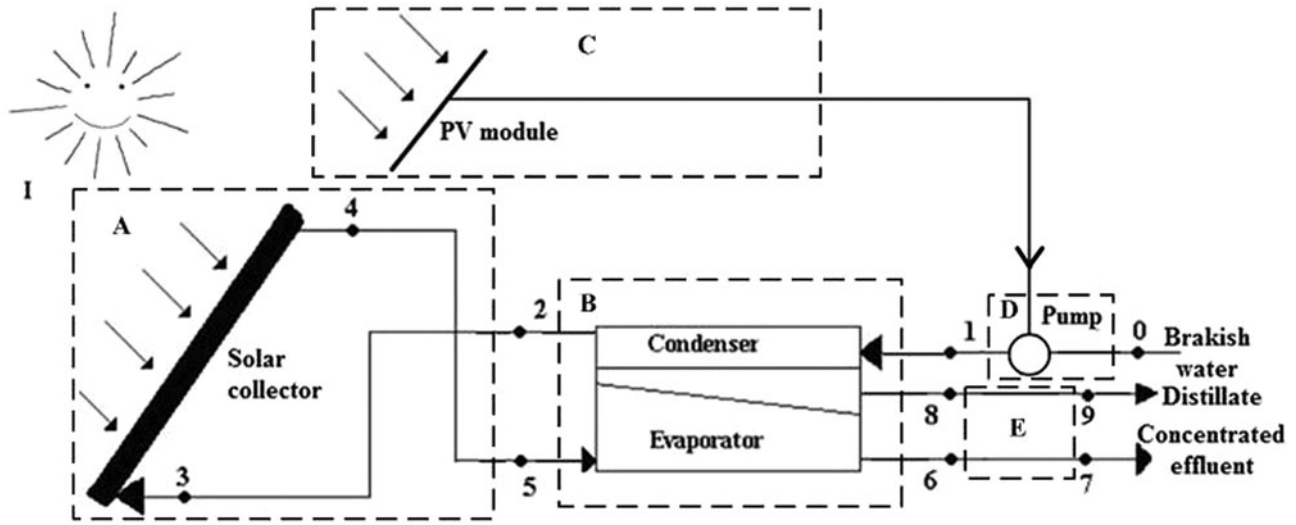 C
PV module
I
A
4
2
B
D
Pump
1
0
Brakish
water
Condenser
Solar
collector
8
9
Distillate
Evaporator
E
Concentrated
effluent
3
5
6
7